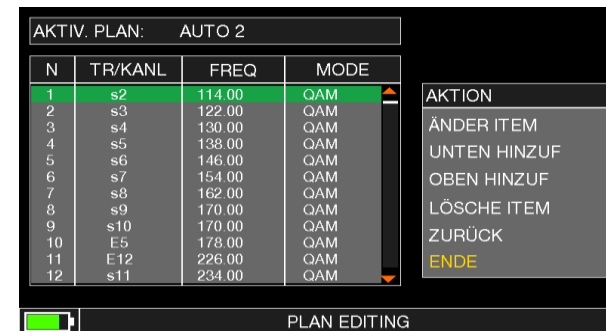 AKTIV. PLAN: AUTO 2
N TR/KANL FREQ MODE
1 s2 114.00 QAM
2 s3 122.00 QAM
3 s4 130.00 QAM
4 s5 138.00 QAM
5 s6 146.00 QAM
6 s7 154.00 QAM
7 s8 162.00 QAM
8 s9 170.00 QAM
9 s10 170.00 QAM
10 E5 178.00 QAM
11 E12 226.00 QAM
12 s11 234.00 QAM
AKTION
ÄNDER ITEM
UNTEN HINZUF
OBEN HINZUF
LÖSCHE ITEM
ZURÜCK
ENDE
PLAN EDITING